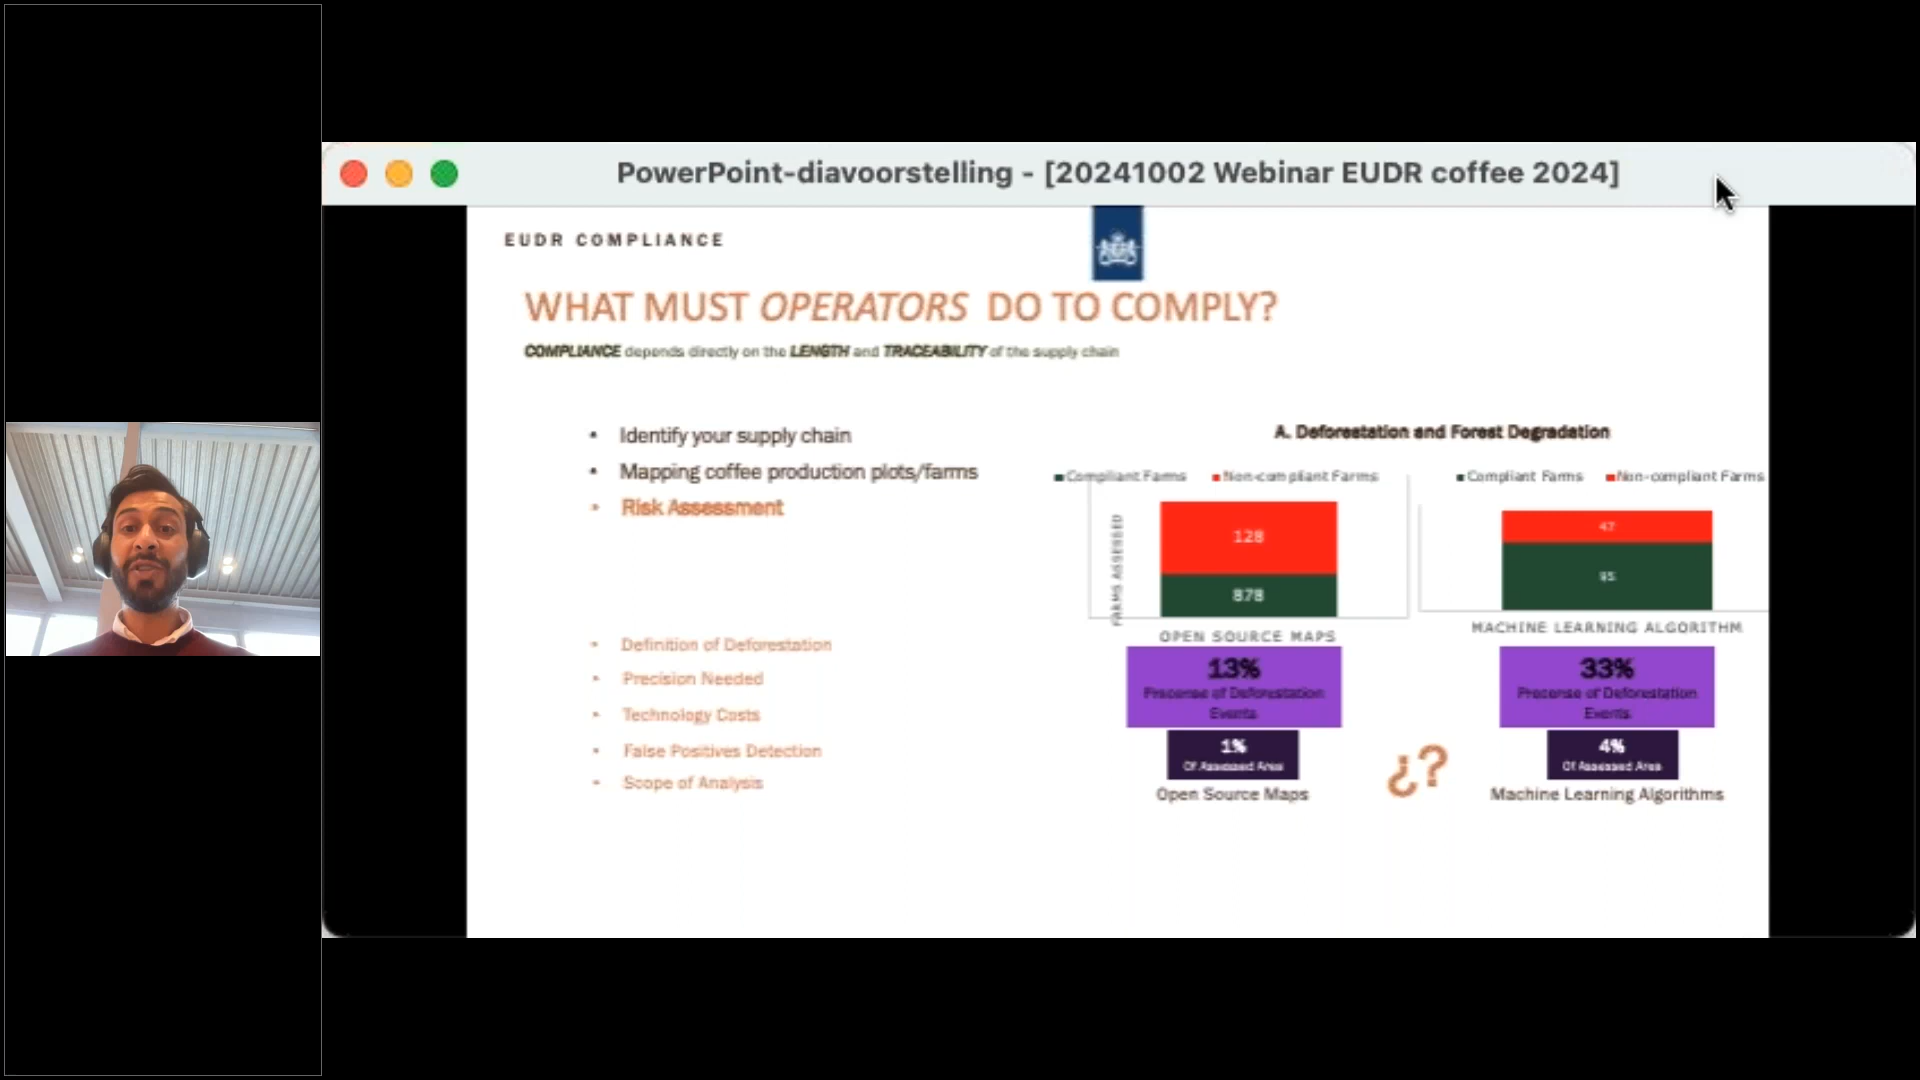 PowerPoint-diavoorstelling - [20241002 Webinar EUDR coffee 2024]
EUDR COMPLIANCE
WHAT MUST OPERATORS DO TO COMPLY?
COMPLIANCE depends directly on the LENGTH and TRACEABILITY of the supply chain
• Identify your supply chain
• Mapping coffee production plots/farms
• Risk Assessment
• Definition of Deforestation
• Precision Needed
• Technology Costs
• False Positives Detection
• Scope of Analysis
A. Deforestation and Forest Degradation
Compliant Farms Non-compliant Farms
FARMS ASSESSED
128
878
OPEN SOURCE MAPS
13%
Precense of Deforestation
Events
1%
Of Assessed Area
Open Source Maps
¿?
Compliant Farms Non-compliant Farms
47
95
MACHINE LEARNING ALGORITHM
33%
Precense of Deforestation
Events
4%
Of Assessed Area
Machine Learning Algorithms